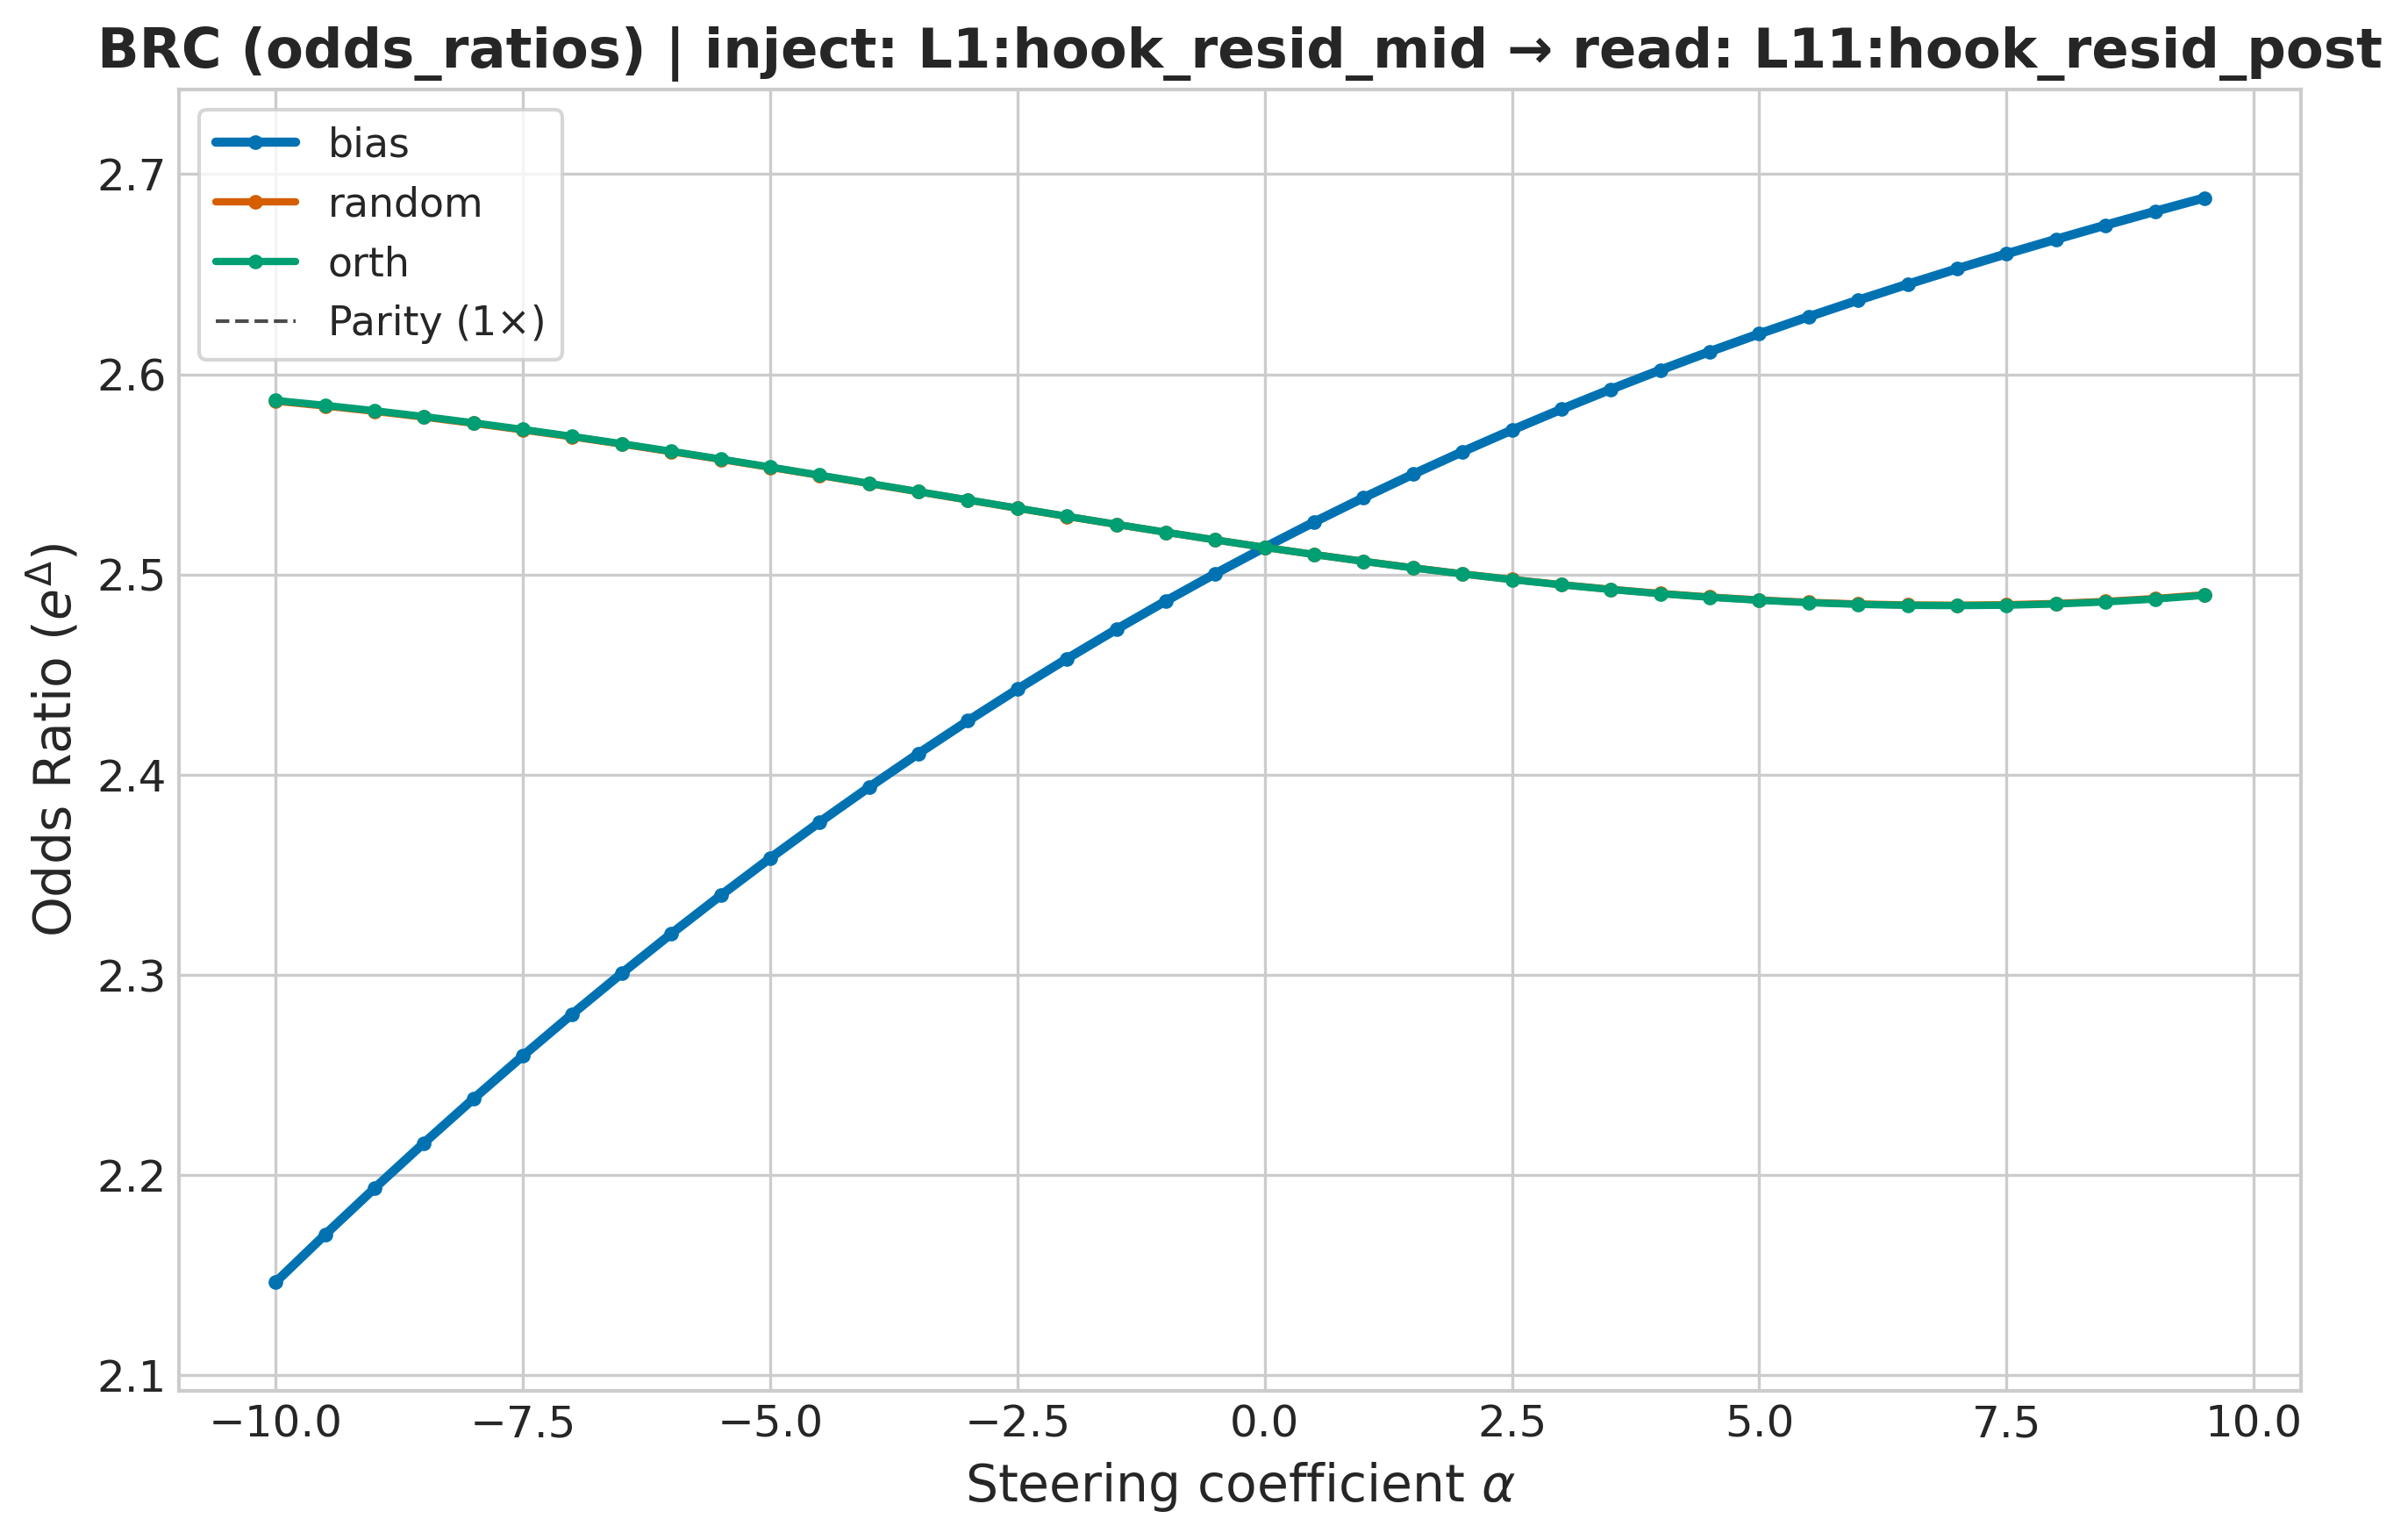 BRC (odds_ratios) | inject: L1:hook_resid_mid → read: L11:hook_resid_post
bias
random
orth
Parity (1×)
2.7
2.6
2.5
2.4
2.3
2.2
2.1
Odds Ratio (e^Δ)
−10.0 −7.5 −5.0 −2.5 0.0 2.5 5.0 7.5 10.0
Steering coefficient α